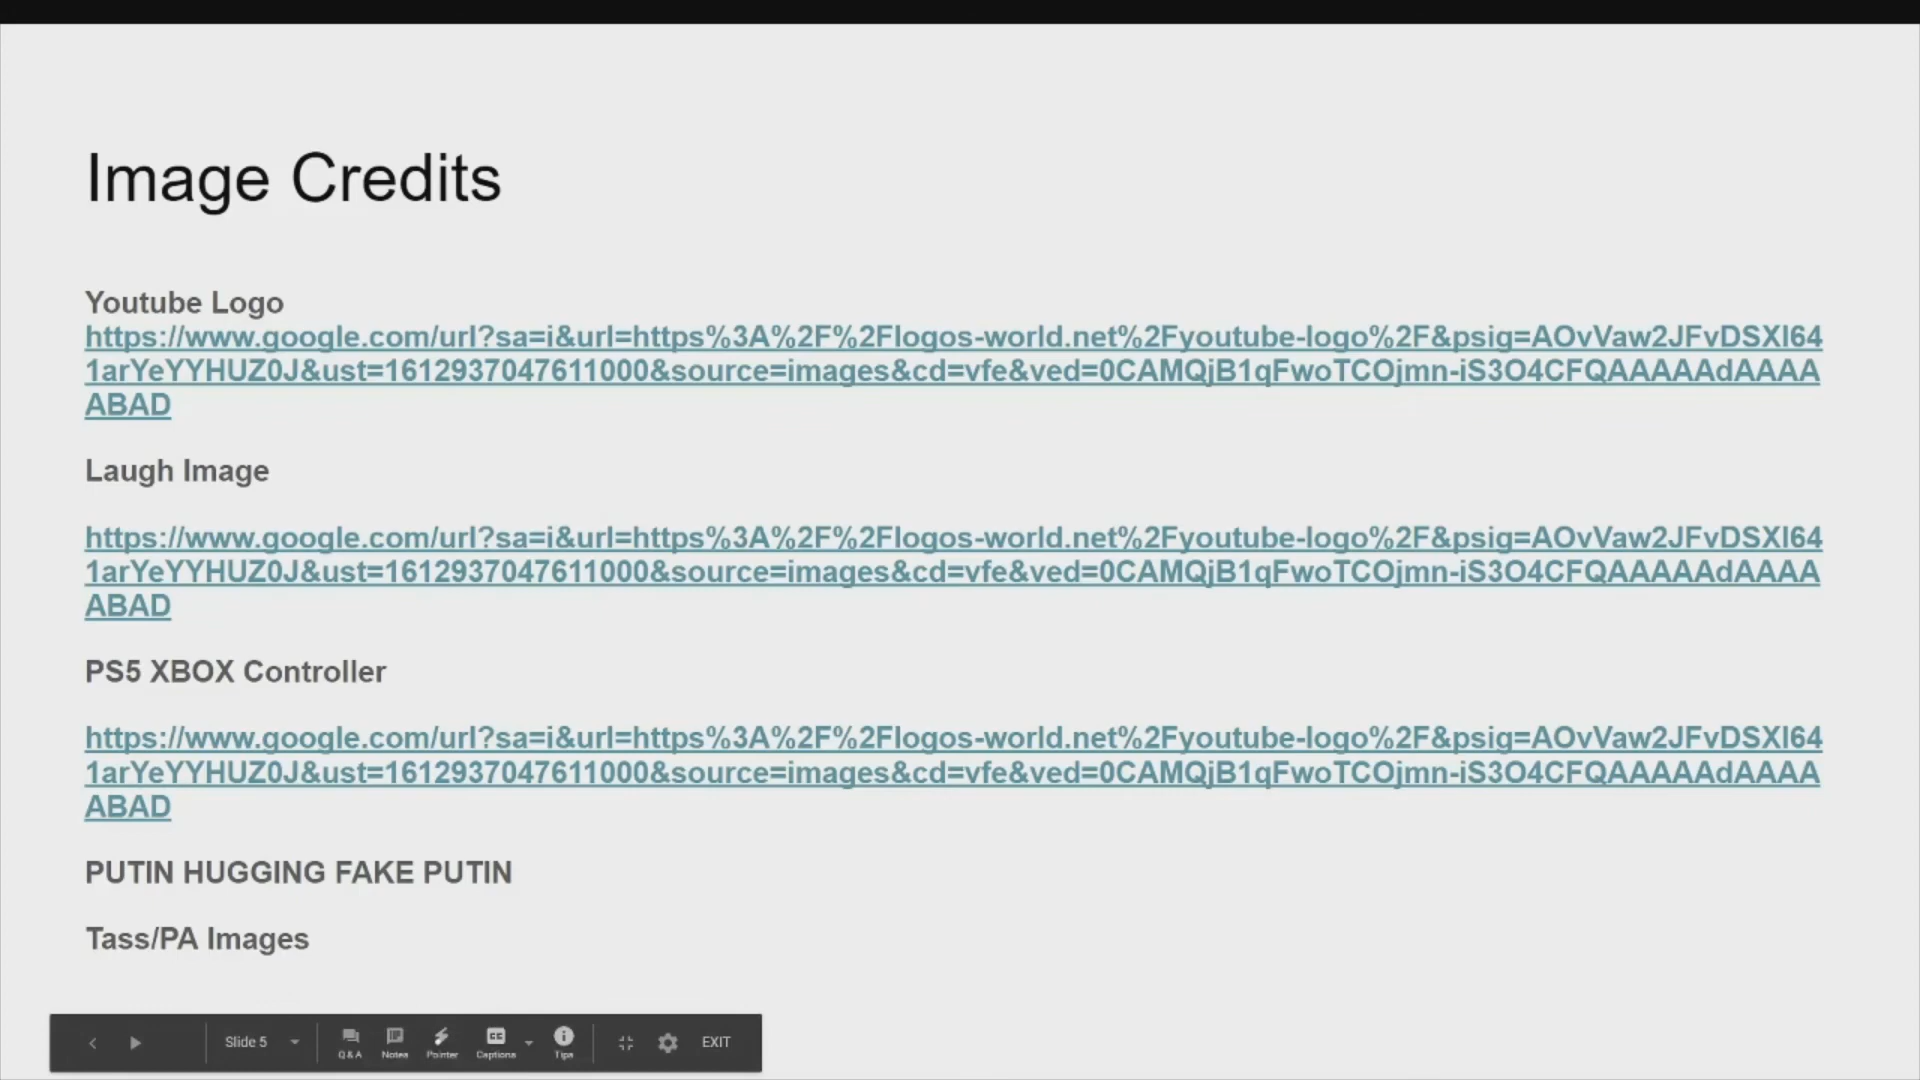 Image Credits
Youtube Logo
https://www.google.com/url?sa=i&url=https%3A%2F%2Flogos-world.net%2Fyoutube-logo%2F&psig=AOvVaw2JFvDSXI64
1arYeYYHUZ0J&ust=1612937047611000&source=images&cd=vfe&ved=0CAMQjB1qFwoTCOjmn-iS3O4CFQAAAAAdAAAA
ABAD
Laugh Image
https://www.google.com/url?sa=i&url=https%3A%2F%2Flogos-world.net%2Fyoutube-logo%2F&psig=AOvVaw2JFvDSXI64
1arYeYYHUZ0J&ust=1612937047611000&source=images&cd=vfe&ved=0CAMQjB1qFwoTCOjmn-iS3O4CFQAAAAAdAAAA
ABAD
PS5 XBOX Controller
https://www.google.com/url?sa=i&url=https%3A%2F%2Flogos-world.net%2Fyoutube-logo%2F&psig=AOvVaw2JFvDSXI64
1arYeYYHUZ0J&ust=1612937047611000&source=images&cd=vfe&ved=0CAMQjB1qFwoTCOjmn-iS3O4CFQAAAAAdAAAA
ABAD
PUTIN HUGGING FAKE PUTIN
Tass/PA Images
Slide 5 Q&A Notes Pointer CC Captions Tips EXIT